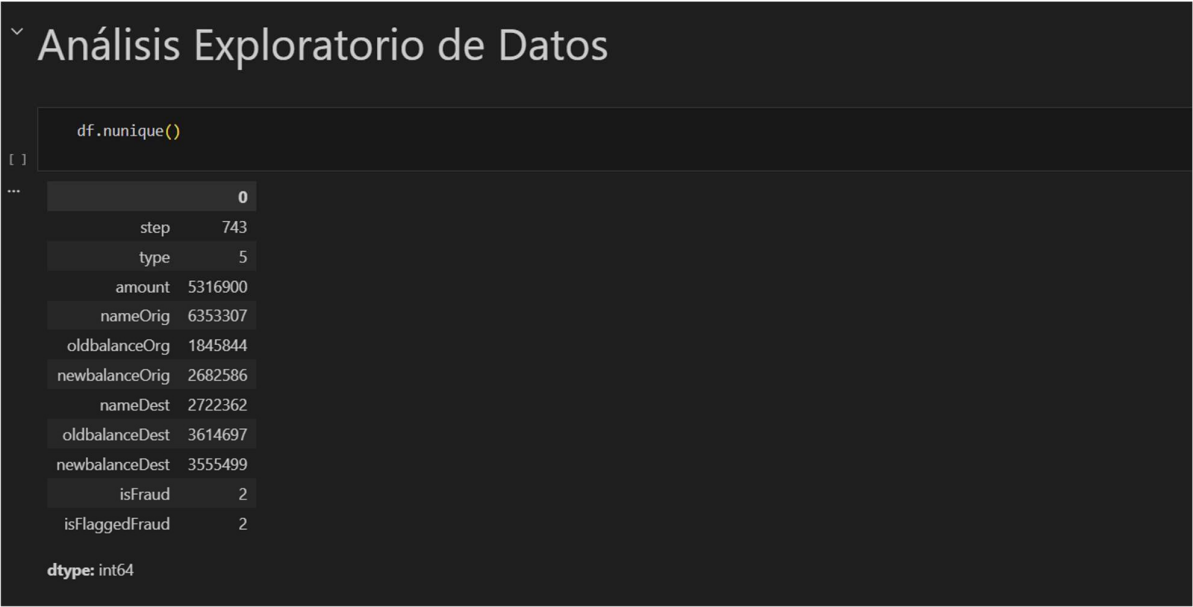 Análisis Exploratorio de Datos
df.nunique()
[ ]
...
0
step 743
type 5
amount 5316900
nameOrig 6353307
oldbalanceOrg 1845844
newbalanceOrig 2682586
nameDest 2722362
oldbalanceDest 3614697
newbalanceDest 3555499
isFraud 2
isFlaggedFraud 2
dtype: int64